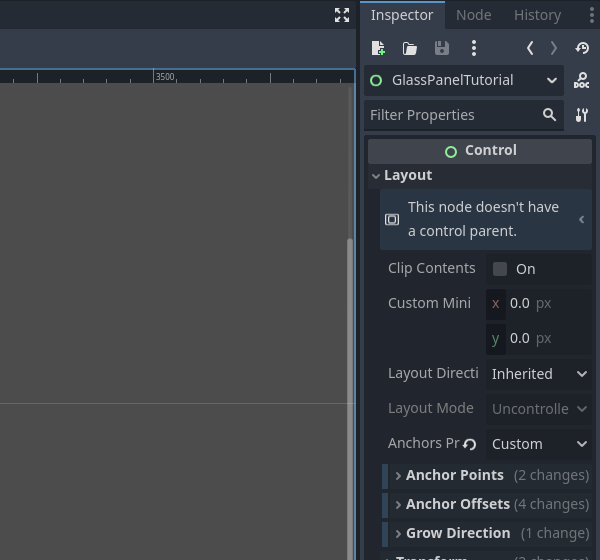 Inspector Node History
3500
GlassPanelTutorial
DOC
Filter Properties
Control
Layout
This node doesn't have
a control parent.
Clip Contents On
Custom Mini x 0.0 px
y 0.0 px
Layout Directi Inherited
Layout Mode Uncontrolle
Anchors Pr Custom
Anchor Points (2 changes)
Anchor Offsets (4 changes)
Grow Direction (1 change)